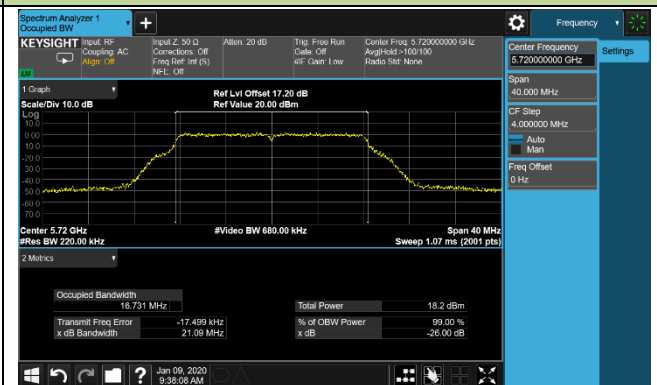 Spectrum Analyzer 1
Occupied BW
+
Frequency
KEYSIGHT
Input: RF
Coupling: AC
Align: Off
Input Z: 50 Ω
Corrections: Off
Freq Ref: Int (S)
NFE: Off
Atten: 20 dB
Trig: Free Run
Gate: Off
#IF Gain: Low
Center Freq: 5.720000000 GHz
Avg|Hold:>100/100
Radio Std: None
Center Frequency
5.720000000 GHz
Settings
Span
40.000 MHz
CF Step
4.000000 MHz
Auto
Man
Freq Offset
0 Hz
1 Graph
Scale/Div 10.0 dB
Ref Lvl Offset 17.20 dB
Ref Value 20.00 dBm
Log
10.0
0.00
-10.0
-20.0
-30.0
-40.0
-50.0
-60.0
-70.0
Center 5.72 GHz
#Video BW 680.00 kHz
Span 40 MHz
#Res BW 220.00 kHz
Sweep 1.07 ms (2001 pts)
2 Metrics
Occupied Bandwidth
16.731 MHz
Total Power 18.2 dBm
Transmit Freq Error -17.499 kHz
% of OBW Power 99.00 %
x dB Bandwidth 21.09 MHz
x dB -26.00 dB
?
Jan 09, 2020
9:38:08 AM